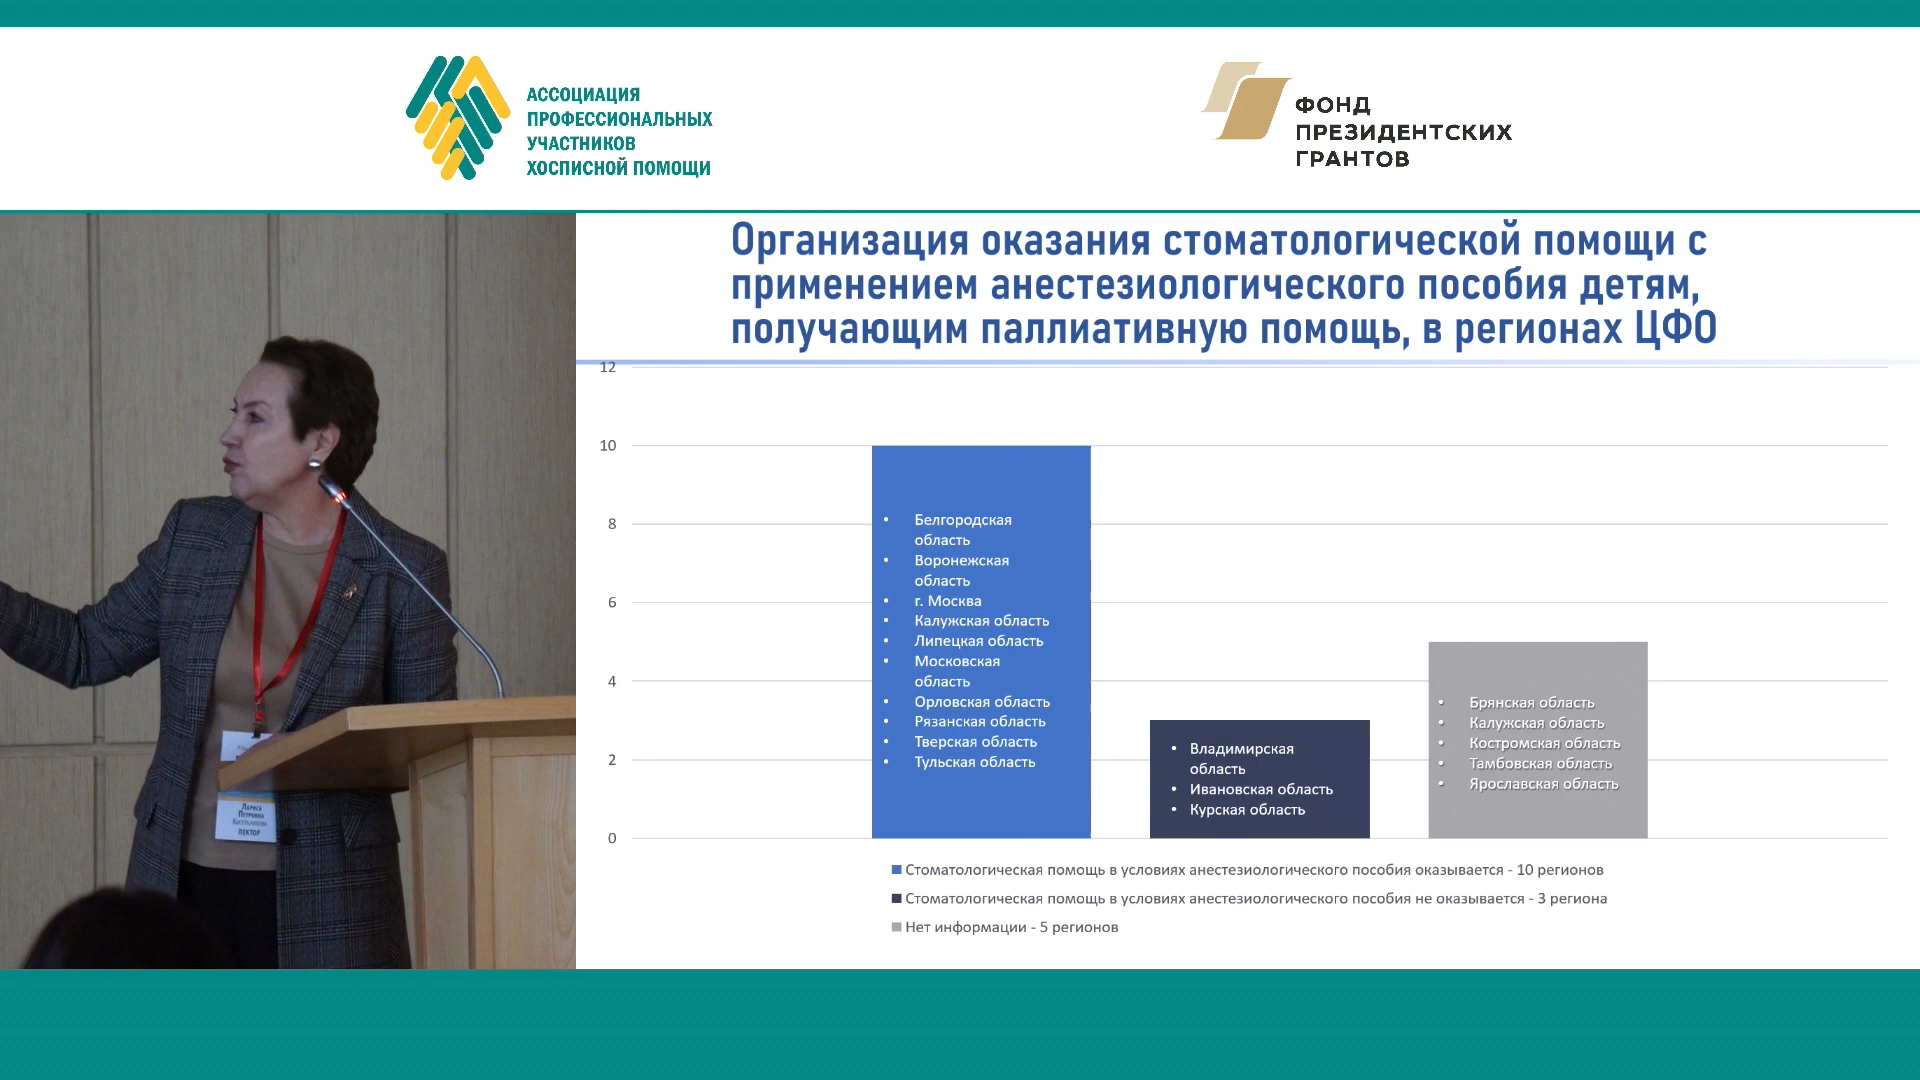 АССОЦИАЦИЯ
ПРОФЕССИОНАЛЬНЫХ
УЧАСТНИКОВ
ХОСПИСНОЙ ПОМОЩИ
ФОНД
ПРЕЗИДЕНТСКИХ
ГРАНТОВ
Организация оказания стоматологической помощи с
применением анестезиологического пособия детям,
получающим паллиативную помощь, в регионах ЦФО
12
10
8
6
4
2
0
• Белгородская
область
• Воронежская
область
• г. Москва
• Калужская область
• Липецкая область
• Московская
область
• Орловская область
• Рязанская область
• Тверская область
• Тульская область
• Владимирская
область
• Ивановская область
• Курская область
• Брянская область
• Калужская область
• Костромская область
• Тамбовская область
• Ярославская область
Стоматологическая помощь в условиях анестезиологического пособия оказывается - 10 регионов
Стоматологическая помощь в условиях анестезиологического пособия не оказывается - 3 региона
Нет информации - 5 регионов
Лариса
Петровна
ЛЕКТОР